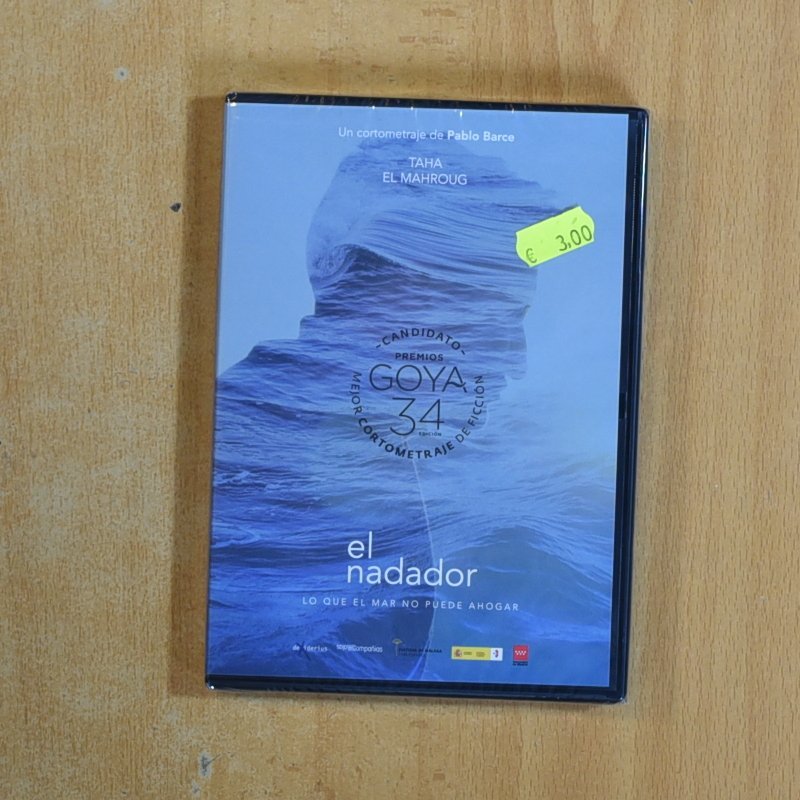 Un cortometraje de Pablo Barce
TAHA
EL MAHROUG
€ 3,00
-CANDIDATO-
PREMIOS
GOYA
34
EDICIÓN
MEJOR CORTOMETRAJE DE FICCIÓN
el
nadador
LO QUE EL MAR NO PUEDE AHOGAR